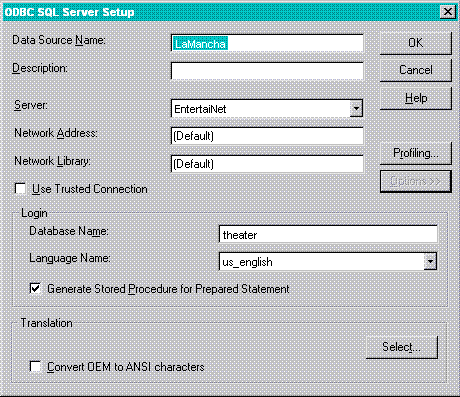 ODBC SQL Server Setup
Data Source Name: LaMancha OK
Description: Cancel
Server: EntertaiNet Help
Network Address: (Default)
Network Library: (Default) Profiling...
Use Trusted Connection Options >>
Login
Database Name: theater
Language Name: us_english
Generate Stored Procedure for Prepared Statement
Translation
Select...
Convert OEM to ANSI characters